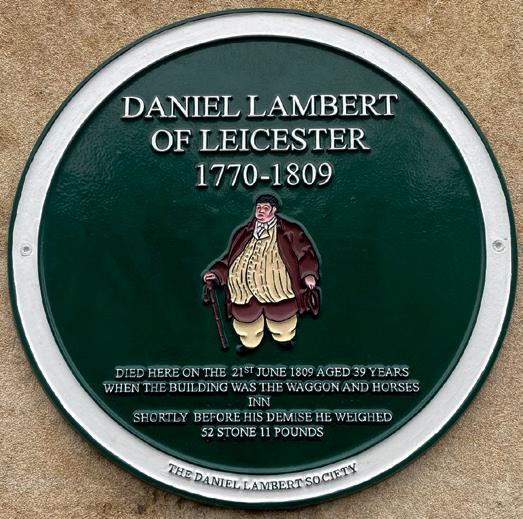 DANIEL LAMBERT
OF LEICESTER
1770-1809
DIED HERE ON THE 21ST JUNE 1809 AGED 39 YEARS
WHEN THE BUILDING WAS THE WAGGON AND HORSES
INN
SHORTLY BEFORE HIS DEMISE HE WEIGHED
52 STONE 11 POUNDS
THE DANIEL LAMBERT SOCIETY